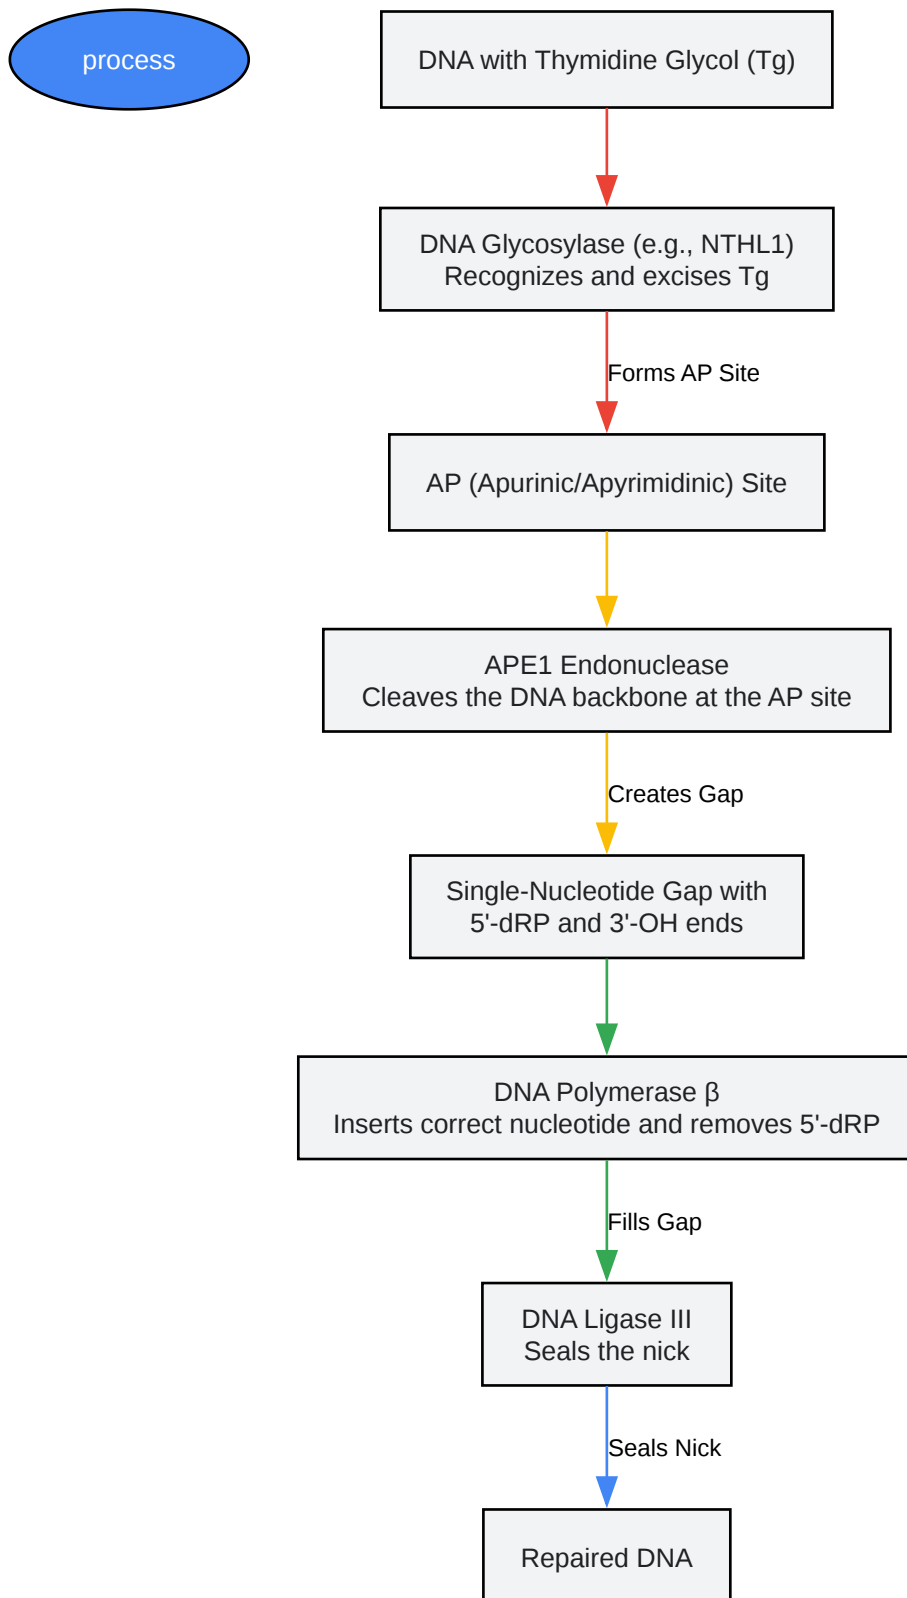 process
DNA with Thymidine Glycol (Tg)
DNA Glycosylase (e.g., NTHL1)
Recognizes and excises Tg
Forms AP Site
AP (Apurinic/Apyrimidinic) Site
APE1 Endonuclease
Cleaves the DNA backbone at the AP site
Creates Gap
Single-Nucleotide Gap with
5'-dRP and 3'-OH ends
DNA Polymerase β
Inserts correct nucleotide and removes 5'-dRP
Fills Gap
DNA Ligase III
Seals the nick
Seals Nick
Repaired DNA